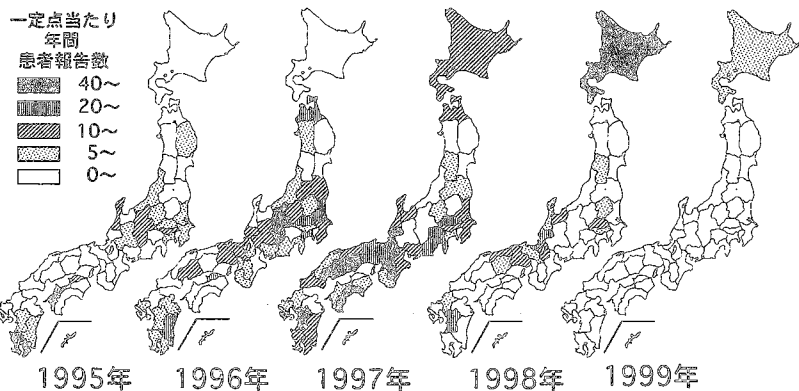 一定点当たり
年間
患者報告数
40〜
20〜
10〜
5〜
0〜
1995年
1996年
1997年
1998年
1999年